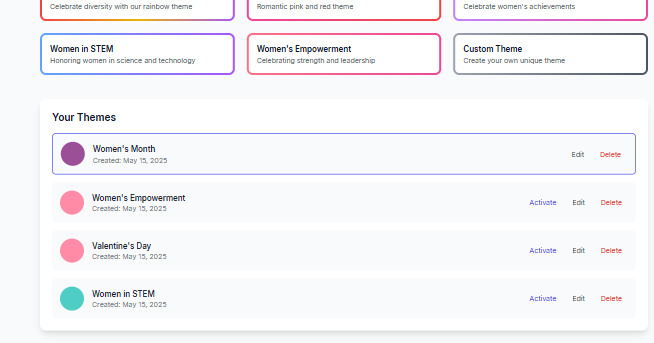 Celebrate diversity with our rainbow theme
Romantic pink and red theme
Celebrate women's achievements
Women in STEM
Honoring women in science and technology
Women's Empowerment
Celebrating strength and leadership
Custom Theme
Create your own unique theme
Your Themes
Women's Month
Created: May 15, 2025
Edit
Delete
Women's Empowerment
Created: May 15, 2025
Activate
Edit
Delete
Valentine's Day
Created: May 15, 2025
Activate
Edit
Delete
Women in STEM
Created: May 15, 2025
Activate
Edit
Delete